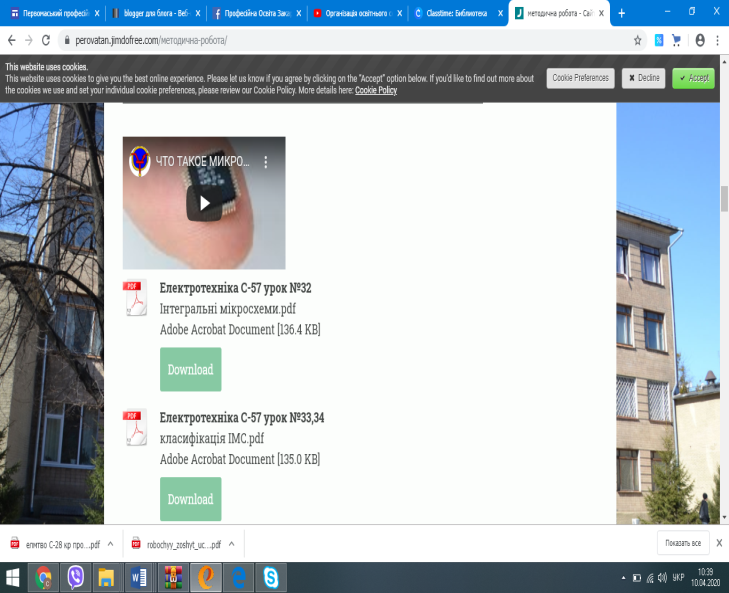 Первомаський професій
blogger для блога - Веб-
Професійна Освіта Зака
Організація освітнього с
Classtime: Библиотека
методична робота - Сай
perovatan.jimdofree.com/методична-робота/
This website uses cookies.
This website uses cookies to give you the best online experience. Please let us know if you agree by clicking on the "Accept" option below. If you'd like to find out more about
the cookies we use and set your individual cookie preferences, please review our Cookie Policy. More details here: Cookie Policy
Cookie Preferences
Decline
Accept
ЧТО ТАКОЕ МИКРО...
Електротехніка С-57 урок №32
Інтегральні мікросхеми.pdf
Adobe Acrobat Document [136.4 KB]
Download
Електротехніка С-57 урок №33,34
класифікація ІМС.pdf
Adobe Acrobat Document [135.0 KB]
Download
елмтво С-28 кр про....pdf
robochyy_zoshyt_uc....pdf
Показать все
УКР
10:39
10.04.2020